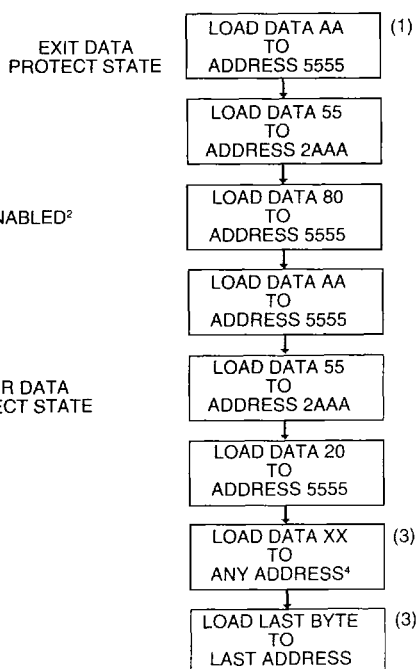 EXIT DATA
PROTECT STATE
LOAD DATA AA
TO
ADDRESS 5555
(1)
LOAD DATA 55
TO
ADDRESS 2AAA
NABLED²
LOAD DATA 80
TO
ADDRESS 5555
LOAD DATA AA
TO
ADDRESS 5555
R DATA
ECT STATE
LOAD DATA 55
TO
ADDRESS 2AAA
LOAD DATA 20
TO
ADDRESS 5555
LOAD DATA XX
TO
ANY ADDRESS⁴
(3)
LOAD LAST BYTE
TO
LAST ADDRESS
(3)